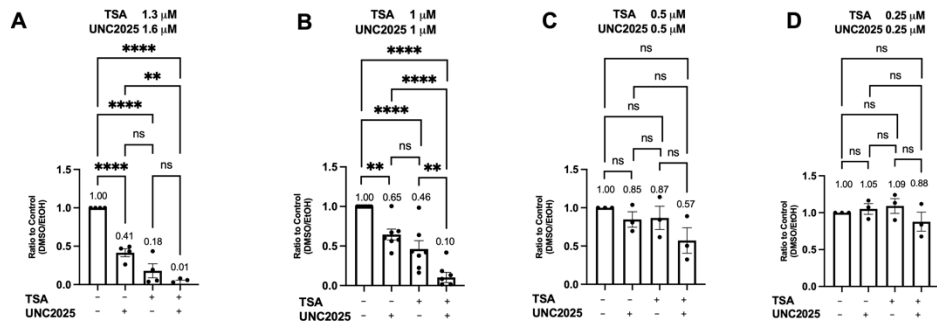 A
TSA 1.3 μM
UNC2025 1.6 μM
****
**
****
ns
ns
****
1.5
1.0
0.5
0.0
Ratio to Control
(DMSO/EtOH)
1.00
0.41
0.18
0.01
TSA − − + +
UNC2025 − + − +
B
TSA 1 μM
UNC2025 1 μM
****
****
****
ns
**
**
1.5
1.0
0.5
0.0
Ratio to Control
(DMSO/EtOH)
1.00
0.65
0.46
0.10
− − + +
− + − +
C
TSA 0.5 μM
UNC2025 0.5 μM
ns
ns
ns
ns
ns
ns
1.5
1.0
0.5
0.0
Ratio to Control
(DMSO/EtOH)
1.00
0.85
0.87
0.57
TSA − − + +
UNC2025 − + − +
D
TSA 0.25 μM
UNC2025 0.25 μM
ns
ns
ns
ns
ns
ns
1.5
1.0
0.5
0.0
Ratio to Control
(DMSO/EtOH)
1.00
1.05
1.09
0.88
TSA − − + +
UNC2025 − + − +